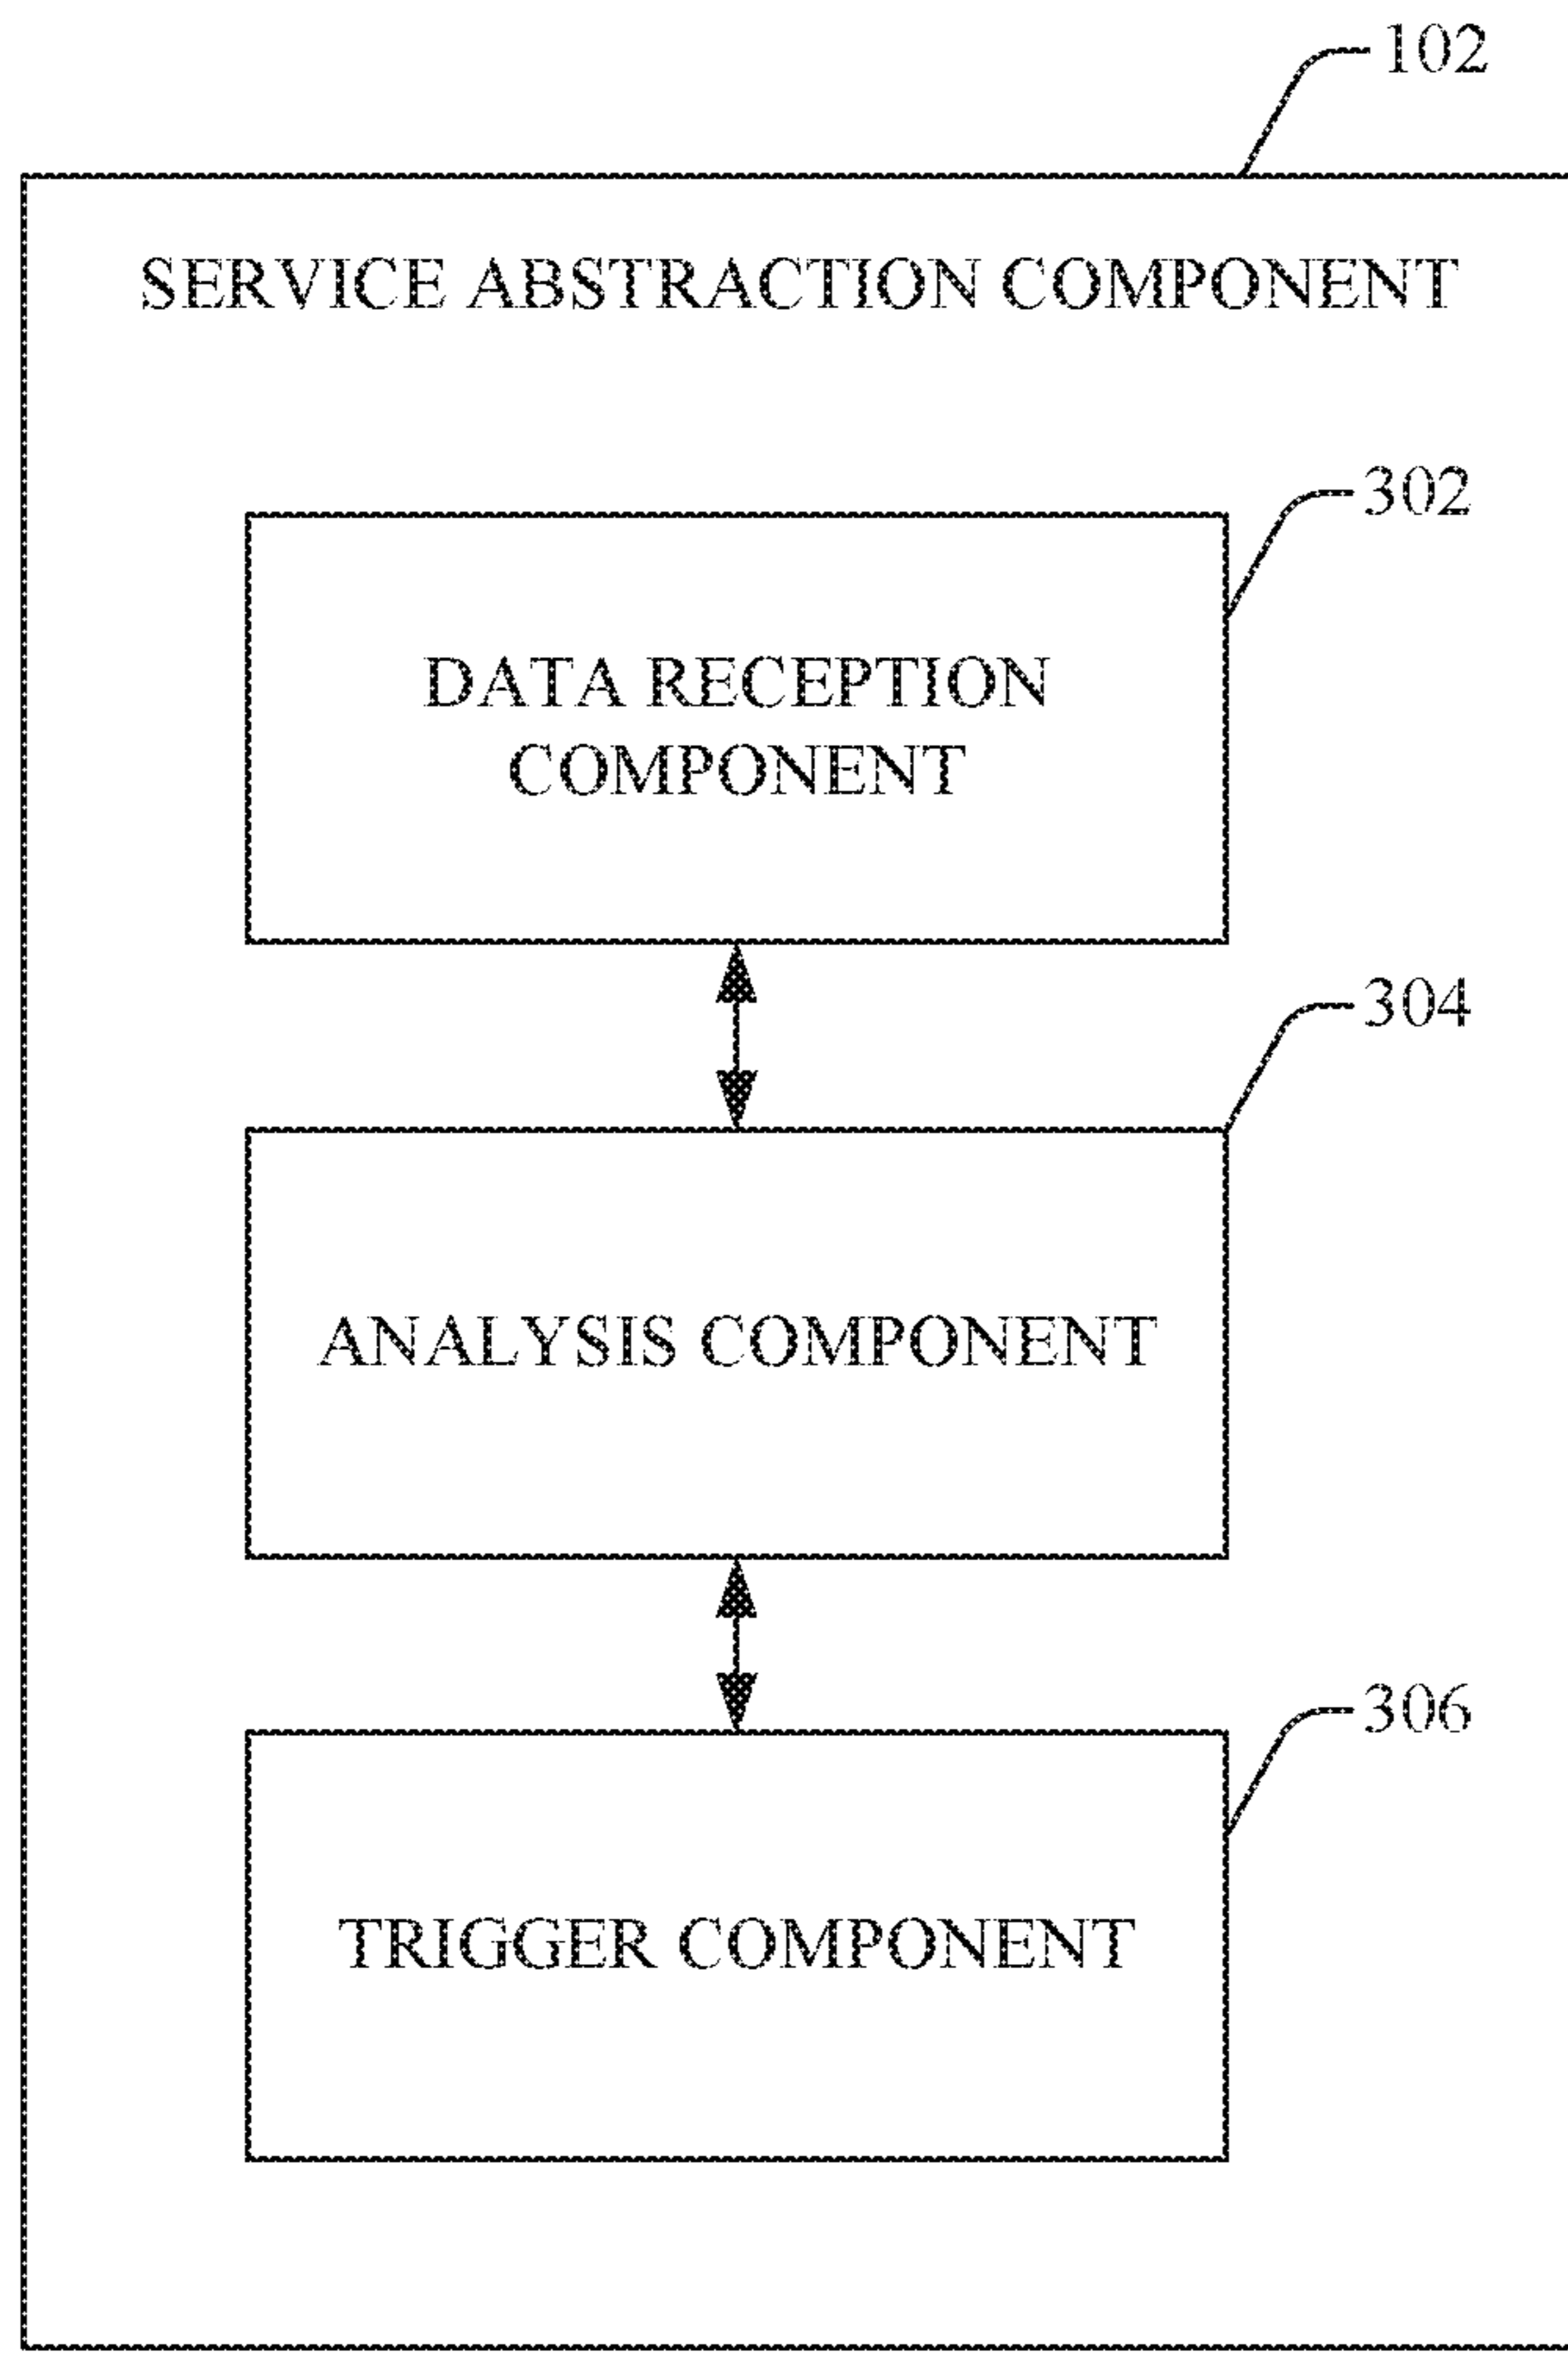 102
SERVICE ABSTRACTION COMPONENT
302
DATA RECEPTION
COMPONENT
304
ANALYSIS COMPONENT
306
TRIGGER COMPONENT